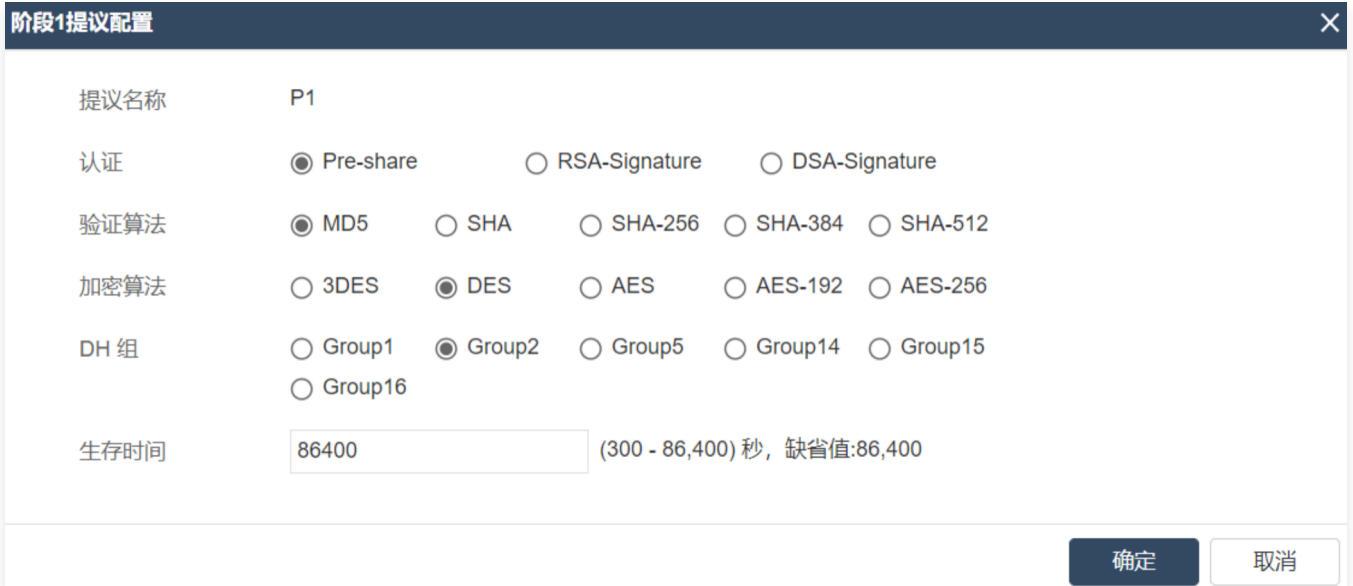 阶段1提议配置
提议名称 P1
认证 Pre-share RSA-Signature DSA-Signature
验证算法 MD5 SHA SHA-256 SHA-384 SHA-512
加密算法 3DES DES AES AES-192 AES-256
DH 组 Group1 Group2 Group5 Group14 Group15
Group16
生存时间 86400 (300 - 86,400) 秒，缺省值:86,400
确定 取消